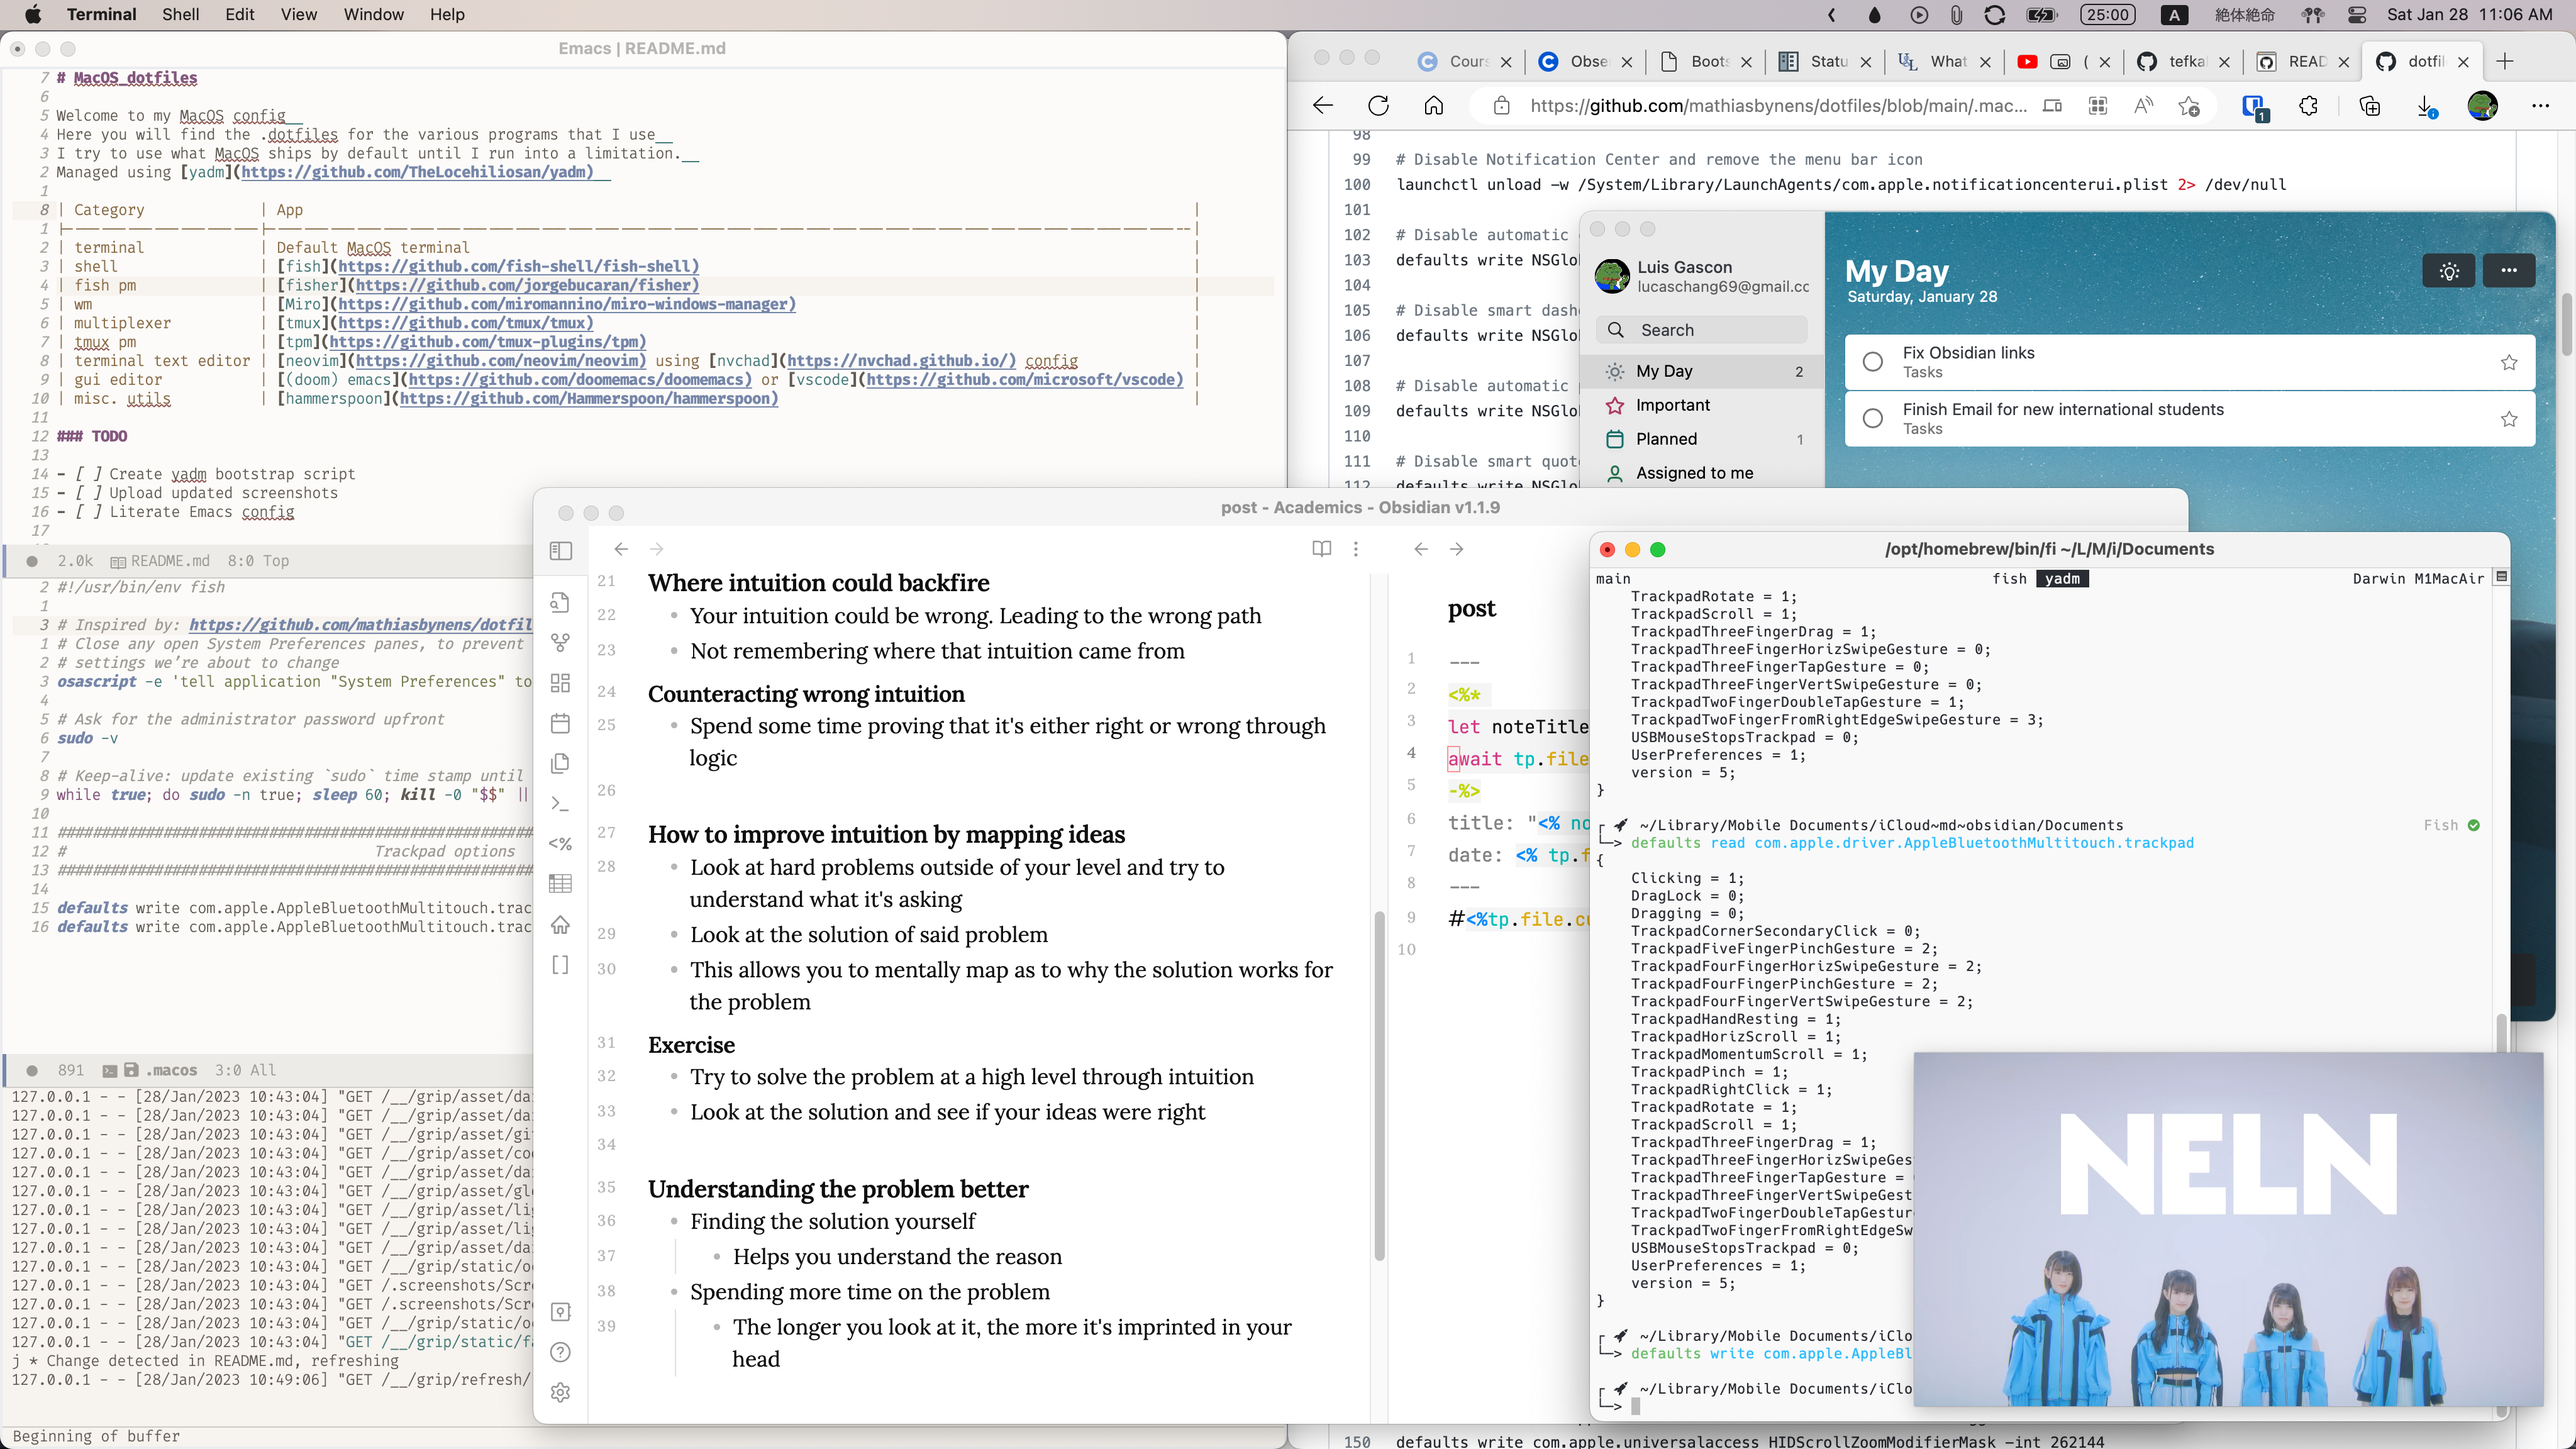 Terminal Shell Edit View Window Help
25:00 A 絶体絶命 Sat Jan 28 11:06 AM
Emacs | README.md
7 # MacOS_dotfiles
6
5 Welcome to my MacOS config__
4 Here you will find the .dotfiles for the various programs that I use__
3 I try to use what MacOS ships by default until I run into a limitation.__
2 Managed using [yadm](https://github.com/TheLocehiliosan/yadm)__
1
8 | Category | App |
1
2 | terminal | Default MacOS terminal
3 | shell | [fish](https://github.com/fish-shell/fish-shell)
4 | fish pm | [fisher](https://github.com/jorgebucaran/fisher)
5 | wm | [Miro](https://github.com/miromannino/miro-windows-manager)
6 | multiplexer | [tmux](https://github.com/tmux/tmux)
7 | tmux pm | [tpm](https://github.com/tmux-plugins/tpm)
8 | terminal text editor | [neovim](https://github.com/neovim/neovim) using [nvchad](https://nvchad.github.io/) config
9 | gui editor | [(doom) emacs](https://github.com/doomemacs/doomemacs) or [vscode](https://github.com/microsoft/vscode) |
10 | misc. utils | [hammerspoon](https://github.com/Hammerspoon/hammerspoon) |
11
12 ### TODO
13
14 - [ ] Create yadm bootstrap script
15 - [ ] Upload updated screenshots
16 - [ ] Literate Emacs config
17
2.0k README.md 8:0 Top
2 #!/usr/bin/env fish
1
3 # Inspired by: https://github.com/mathiasbynens/dotfil
1 # Close any open System Preferences panes, to prevent
2 # settings we’re about to change
3 osascript -e 'tell application "System Preferences" to
4
5 # Ask for the administrator password upfront
6 sudo -v
7
8 # Keep-alive: update existing `sudo` time stamp until
9 while true; do sudo -n true; sleep 60; kill -0 "$$" ||
10
11
12 # Trackpad options
13
14
15 defaults write com.apple.AppleBluetoothMultitouch.trac
16 defaults write com.apple.AppleBluetoothMultitouch.trac
891 .macos 3:0 All
127.0.0.1 - - [28/Jan/2023 10:43:04] "GET /__/grip/asset/da
127.0.0.1 - - [28/Jan/2023 10:43:04] "GET /__/grip/asset/da
127.0.0.1 - - [28/Jan/2023 10:43:04] "GET /__/grip/asset/gi
127.0.0.1 - - [28/Jan/2023 10:43:04] "GET /__/grip/asset/co
127.0.0.1 - - [28/Jan/2023 10:43:04] "GET /__/grip/asset/da
127.0.0.1 - - [28/Jan/2023 10:43:04] "GET /__/grip/asset/gl
127.0.0.1 - - [28/Jan/2023 10:43:04] "GET /__/grip/asset/li
127.0.0.1 - - [28/Jan/2023 10:43:04] "GET /__/grip/asset/li
127.0.0.1 - - [28/Jan/2023 10:43:04] "GET /__/grip/asset/da
127.0.0.1 - - [28/Jan/2023 10:43:04] "GET /__/grip/static/o
127.0.0.1 - - [28/Jan/2023 10:43:04] "GET /.screenshots/Scr
127.0.0.1 - - [28/Jan/2023 10:43:04] "GET /.screenshots/Scr
127.0.0.1 - - [28/Jan/2023 10:43:04] "GET /__/grip/static/o
127.0.0.1 - - [28/Jan/2023 10:43:04] "GET /__/grip/static/f
j * Change detected in README.md, refreshing
127.0.0.1 - - [28/Jan/2023 10:49:06] "GET /__/grip/refresh/
Beginning of buffer
Cours Obse Boots Statu What ( tefka READ dotfil
https://github.com/mathiasbynens/dotfiles/blob/main/.mac...
1
98
99 # Disable Notification Center and remove the menu bar icon
100 launchctl unload -w /System/Library/LaunchAgents/com.apple.notificationcenterui.plist 2> /dev/null
101
102 # Disable automatic
103 defaults write NSGlo
104
105 # Disable smart dash
106 defaults write NSGlo
107
108 # Disable automatic
109 defaults write NSGlo
110
111 # Disable smart quot
112 defaults write NSGlo
150 defaults write com.apple.universalaccess HIDScrollZoomModifierMask -int 262144
Luis Gascon
lucaschang69@gmail.cc
Search
My Day 2
Important
Planned 1
Assigned to me
My Day
Saturday, January 28
Fix Obsidian links
Tasks
Finish Email for new international students
Tasks
post - Academics - Obsidian v1.1.9
21 Where intuition could backfire
22 • Your intuition could be wrong. Leading to the wrong path
23 • Not remembering where that intuition came from
24 Counteracting wrong intuition
25 • Spend some time proving that it's either right or wrong through
logic
26
27 How to improve intuition by mapping ideas
28 • Look at hard problems outside of your level and try to
understand what it's asking
29 • Look at the solution of said problem
30 • This allows you to mentally map as to why the solution works for
the problem
31 Exercise
32 • Try to solve the problem at a high level through intuition
33 • Look at the solution and see if your ideas were right
34
35 Understanding the problem better
36 • Finding the solution yourself
37 • Helps you understand the reason
38 • Spending more time on the problem
39 • The longer you look at it, the more it's imprinted in your
head
post
1 ---
2 <%*
3 let noteTitle
4 await tp.file
5 -%>
6 title: "<% no
7 date: <% tp.f
8 ---
9 #<%tp.file.cu
10
/opt/homebrew/bin/fi ~/L/M/i/Documents
main fish yadm Darwin M1MacAir
TrackpadRotate = 1;
TrackpadScroll = 1;
TrackpadThreeFingerDrag = 1;
TrackpadThreeFingerHorizSwipeGesture = 0;
TrackpadThreeFingerTapGesture = 0;
TrackpadThreeFingerVertSwipeGesture = 0;
TrackpadTwoFingerDoubleTapGesture = 1;
TrackpadTwoFingerFromRightEdgeSwipeGesture = 3;
USBMouseStopsTrackpad = 0;
UserPreferences = 1;
version = 5;
}
~/Library/Mobile Documents/iCloud~md~obsidian/Documents Fish
defaults read com.apple.driver.AppleBluetoothMultitouch.trackpad
{
Clicking = 1;
DragLock = 0;
Dragging = 0;
TrackpadCornerSecondaryClick = 0;
TrackpadFiveFingerPinchGesture = 2;
TrackpadFourFingerHorizSwipeGesture = 2;
TrackpadFourFingerPinchGesture = 2;
TrackpadFourFingerVertSwipeGesture = 2;
TrackpadHandResting = 1;
TrackpadHorizScroll = 1;
TrackpadMomentumScroll = 1;
TrackpadPinch = 1;
TrackpadRightClick = 1;
TrackpadRotate = 1;
TrackpadScroll = 1;
TrackpadThreeFingerDrag = 1;
TrackpadThreeFingerHorizSwipeGes
TrackpadThreeFingerTapGesture =
TrackpadThreeFingerVertSwipeGest
TrackpadTwoFingerDoubleTapGestur
TrackpadTwoFingerFromRightEdgeSw
USBMouseStopsTrackpad = 0;
UserPreferences = 1;
version = 5;
}
~/Library/Mobile Documents/iClo
defaults write com.apple.AppleBl
~/Library/Mobile Documents/iClo
NELN